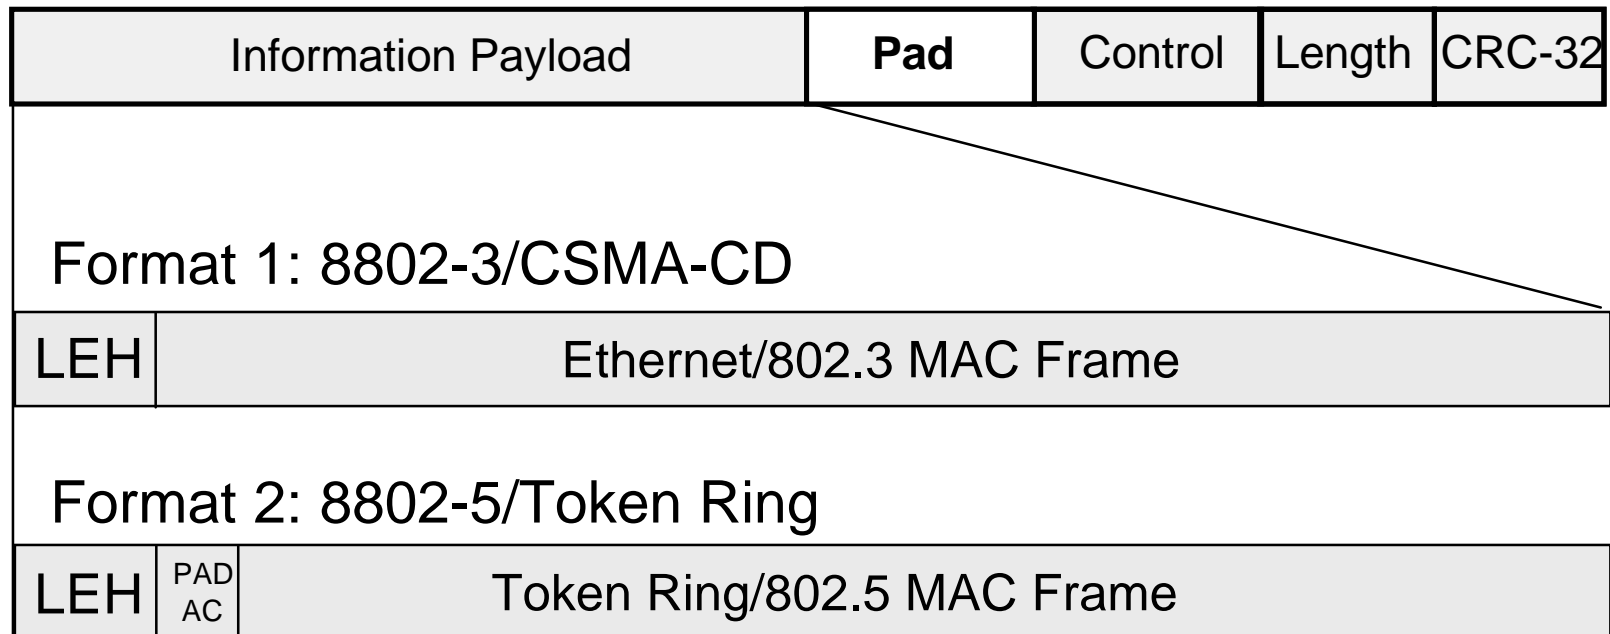 Information Payload Pad Control Length CRC-32
Format 1: 8802-3/CSMA-CD
LEH Ethernet/802.3 MAC Frame
Format 2: 8802-5/Token Ring
LEH PAD AC Token Ring/802.5 MAC Frame